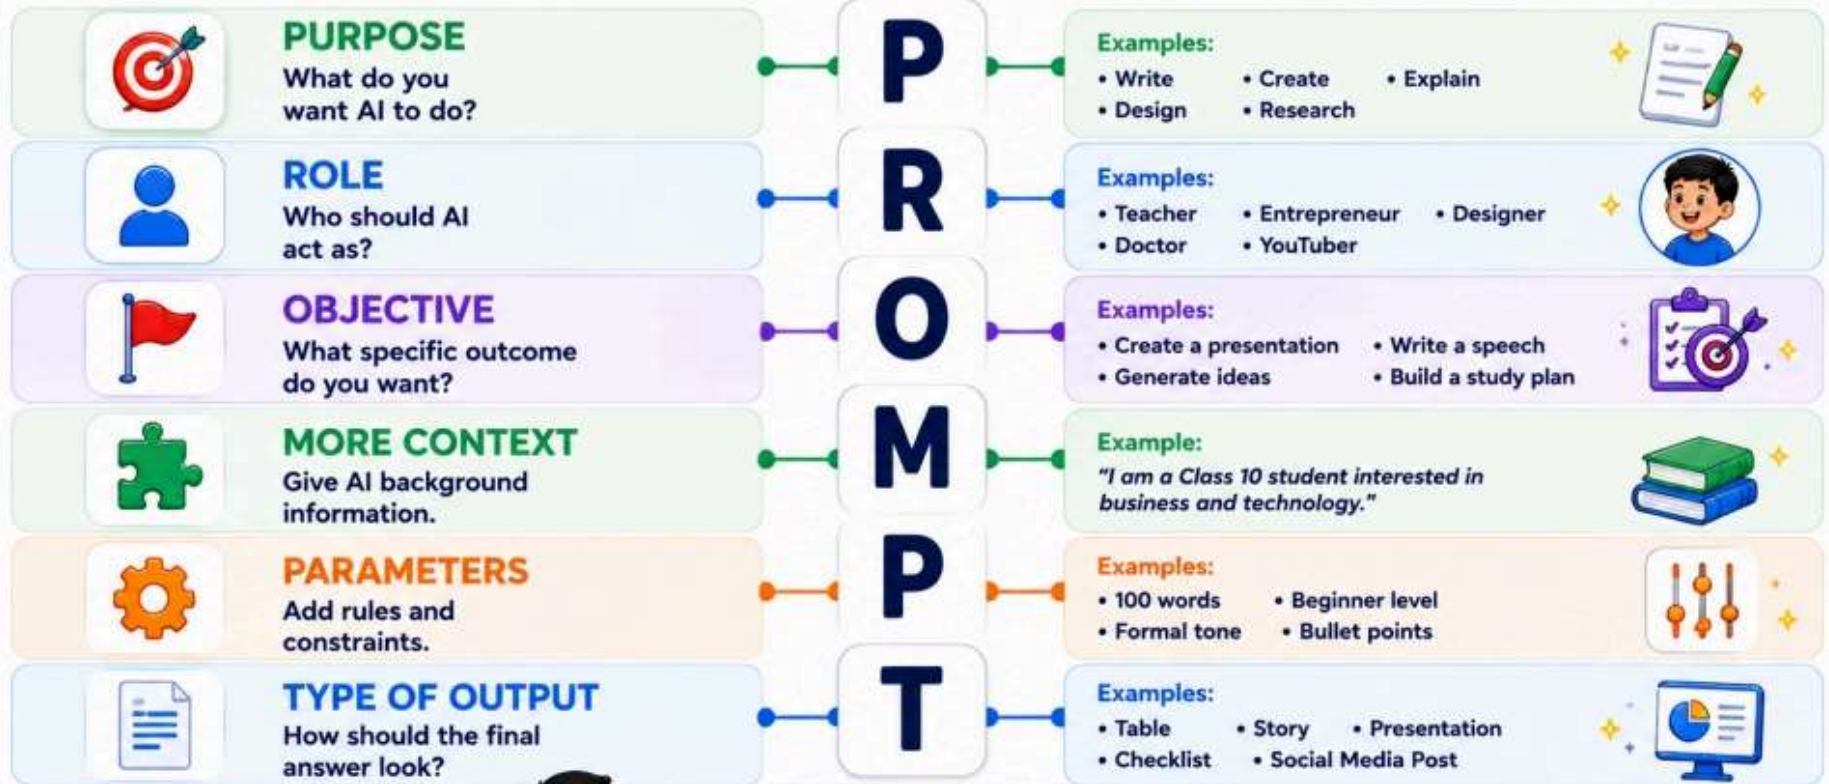 PURPOSE
What do you
want AI to do?
P
Examples:
• Write • Create • Explain
• Design • Research
ROLE
Who should AI
act as?
R
Examples:
• Teacher • Entrepreneur • Designer
• Doctor • YouTuber
OBJECTIVE
What specific outcome
do you want?
O
Examples:
• Create a presentation • Write a speech
• Generate ideas • Build a study plan
MORE CONTEXT
Give AI background
information.
M
Example:
"I am a Class 10 student interested in
business and technology."
PARAMETERS
Add rules and
constraints.
P
Examples:
• 100 words • Beginner level
• Formal tone • Bullet points
TYPE OF OUTPUT
How should the final
answer look?
T
Examples:
• Table • Story • Presentation
• Checklist • Social Media Post